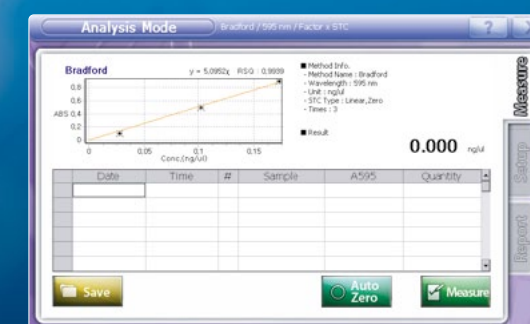 Analysis Mode
Bradford / 595 nm / Factor x STC
?
Bradford
y = 5.0952x RSQ : 0.9939
0.8
0.6
ABS 0.4
0.2
0
0 0.05 0.1 0.15
Conc.(ng/ul)
Method Info.
- Method Name : Bradford
- Wavelength : 595 nm
- Unit : ng/ul
- STC Type : Linear, Zero
- Times : 3
Result
0.000 ng/ul
Date Time # Sample A595 Quantity
Save
Auto
Zero
Measure
Measure
Setup
Report